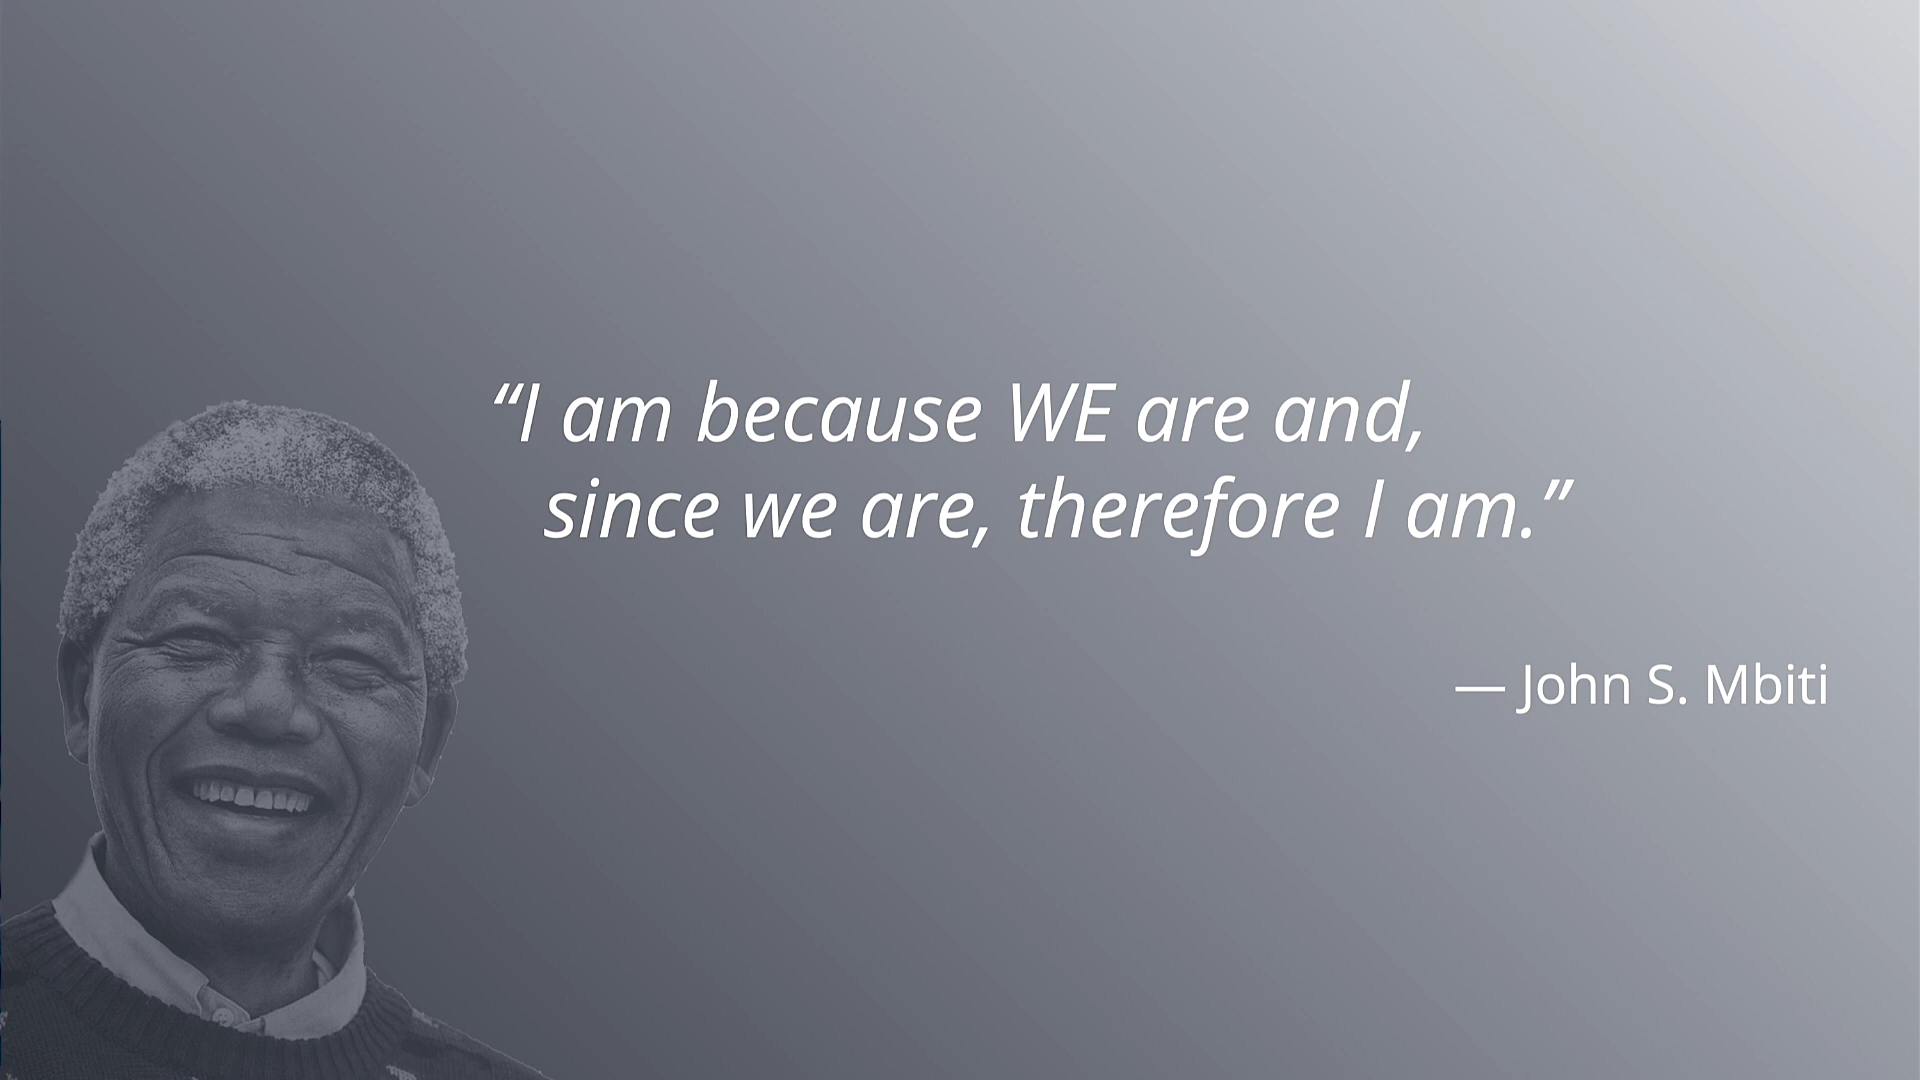 “I am because WE are and,
since we are, therefore I am.”
— John S. Mbiti